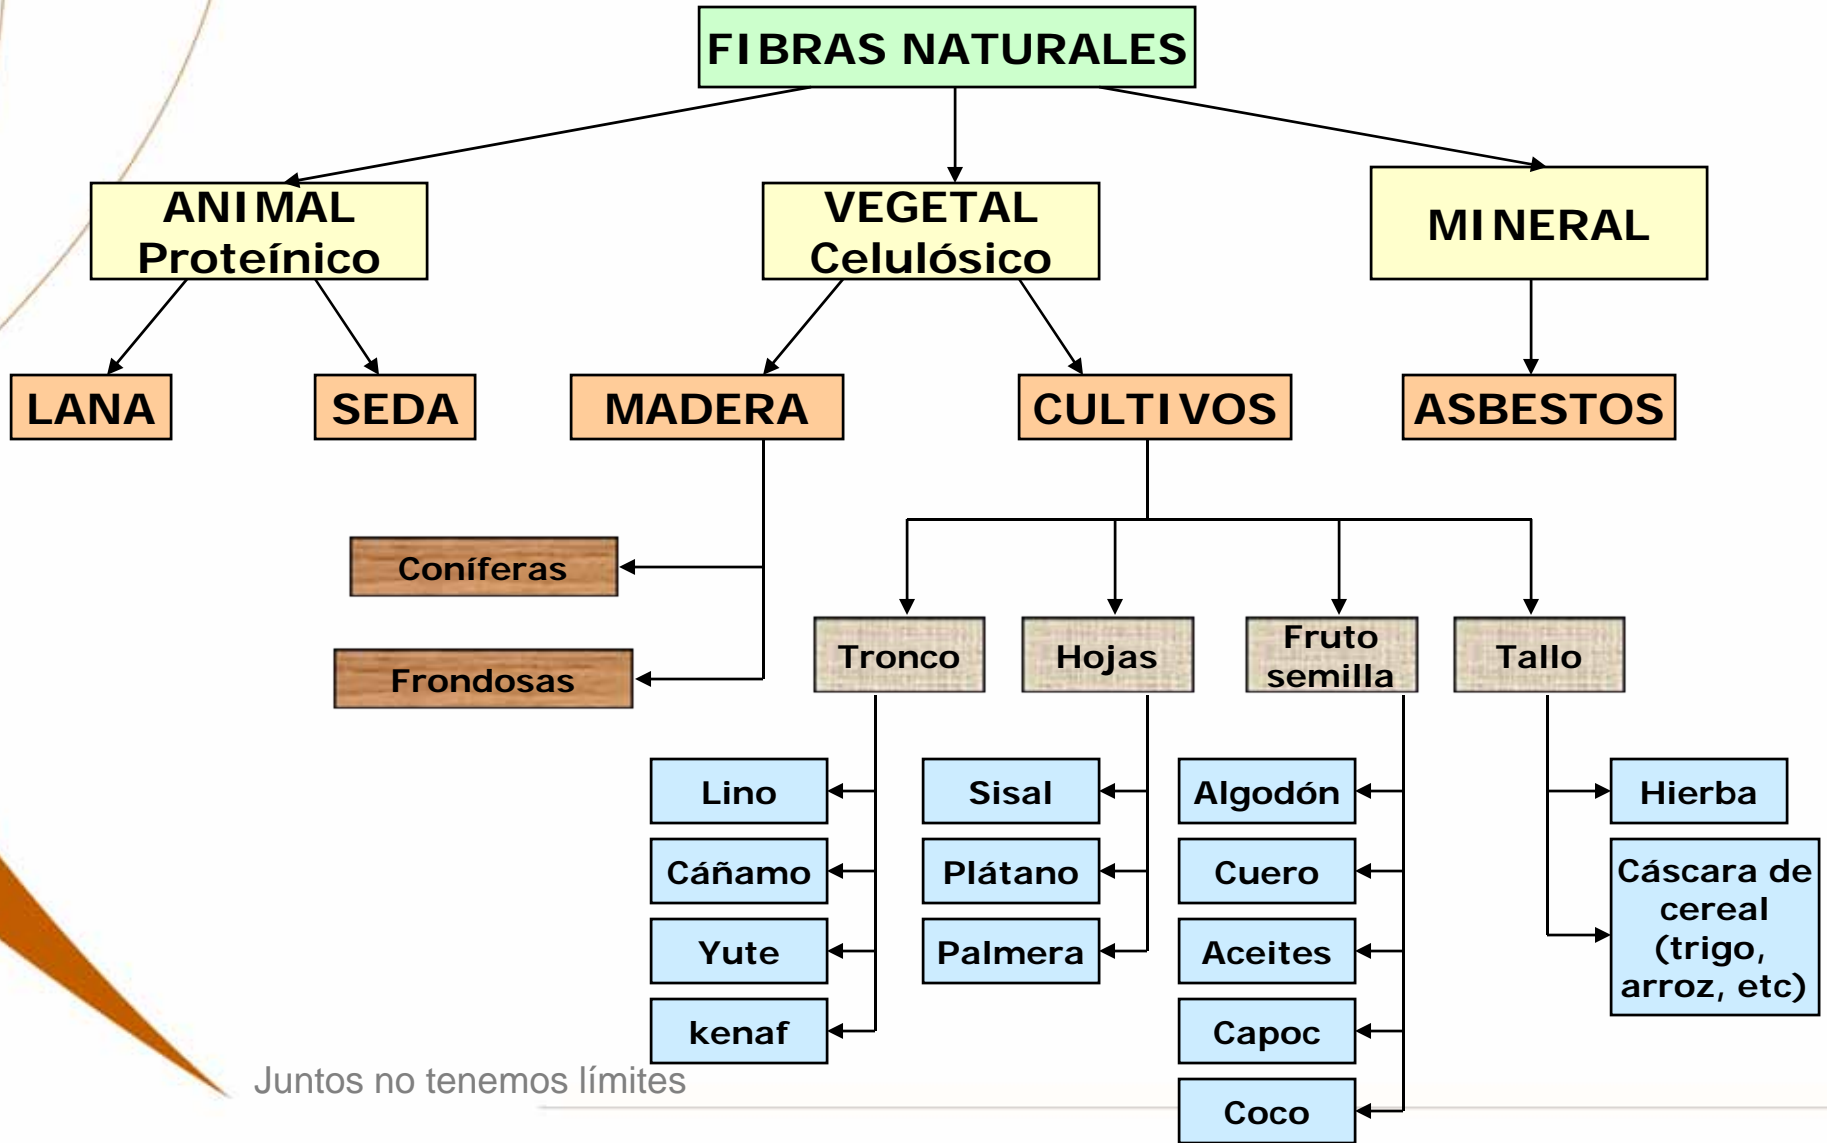 FIBRAS NATURALES
ANIMAL
Proteínico
VEGETAL
Celulósico
MINERAL
LANA
SEDA
MADERA
CULTIVOS
ASBESTOS
Coníferas
Frondosas
Tronco
Hojas
Fruto
semilla
Tallo
Lino
Cáñamo
Yute
kenaf
Sisal
Plátano
Palmera
Algodón
Cuero
Aceites
Capoc
Coco
Hierba
Cáscara de
cereal
(trigo,
arroz, etc)
Juntos no tenemos límites